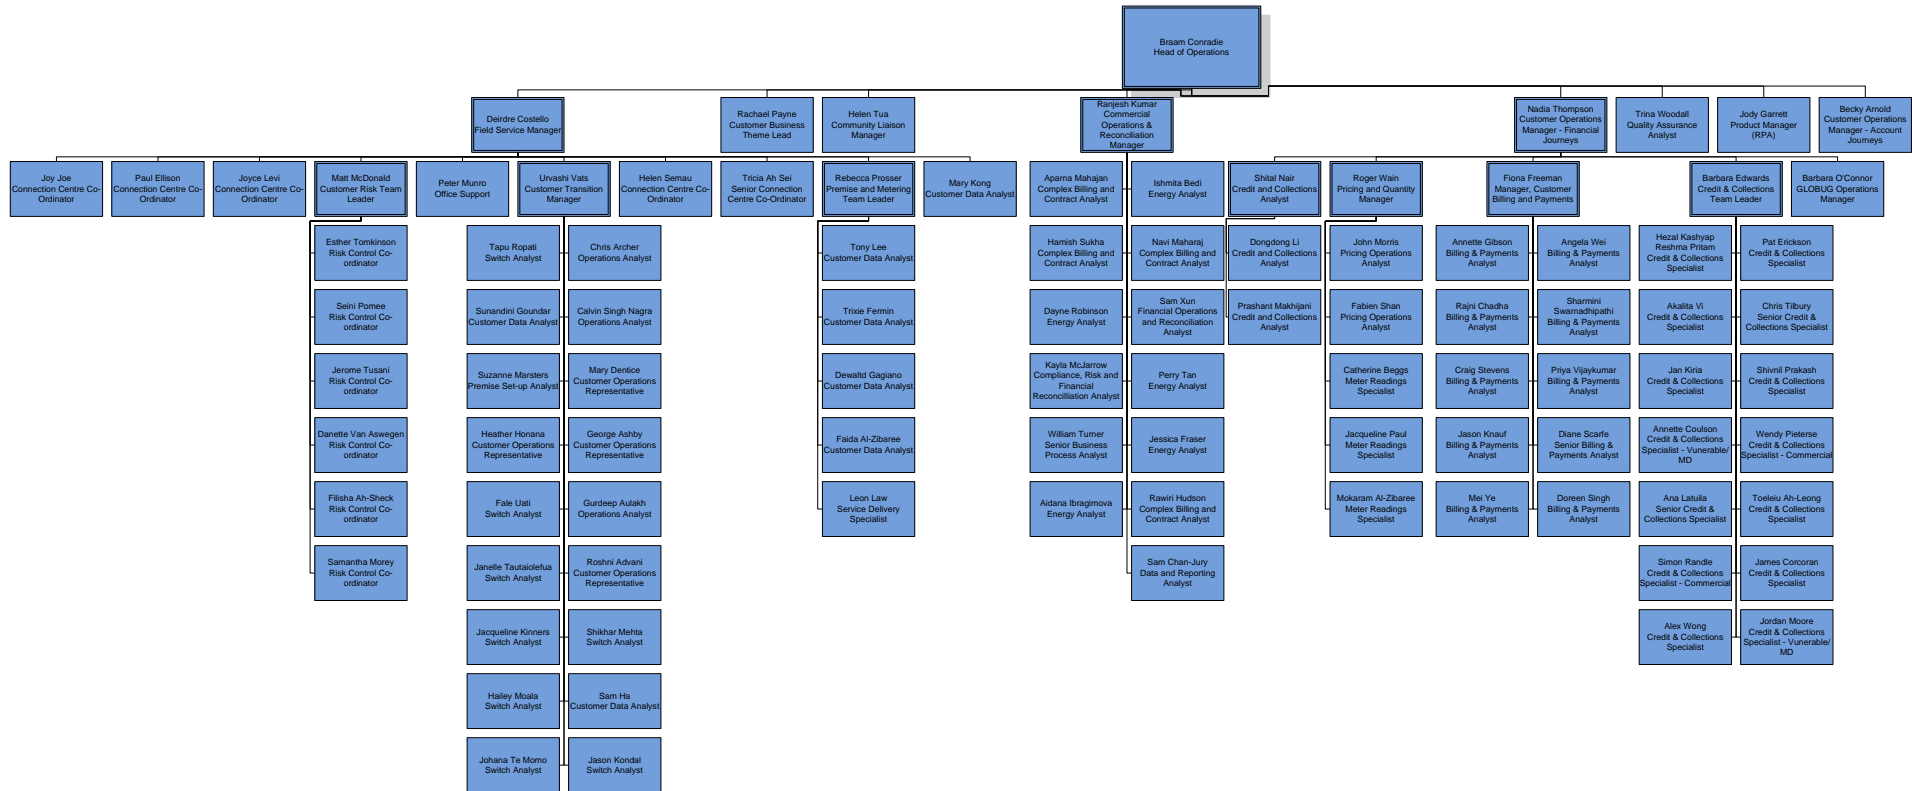 Braam Conradie
Head of Operations
Deirdre Costello
Field Service Manager
Rachael Payne
Customer Business
Theme Lead
Helen Tua
Community Liaison
Manager
Ranjesh Kumar
Commercial
Operations &
Reconciliation
Manager
Nadia Thompson
Customer Operations
Manager - Financial
Journeys
Trina Woodall
Quality Assurance
Analyst
Jody Garrett
Product Manager
(RPA)
Becky Arnold
Customer Operations
Manager - Account
Journeys
Joy Joe
Connection Centre Co-
Ordinator
Paul Ellison
Connection Centre Co-
Ordinator
Joyce Levi
Connection Centre Co-
Ordinator
Matt McDonald
Customer Risk Team
Leader
Peter Munro
Office Support
Urvashi Vats
Customer Transition
Manager
Helen Semau
Connection Centre Co-
Ordinator
Tricia Ah Sei
Senior Connection
Centre Co-Ordinator
Rebecca Prosser
Premise and Metering
Team Leader
Mary Kong
Customer Data Analyst
Aparna Mahajan
Complex Billing and
Contract Analyst
Ishmita Bedi
Energy Analyst
Shital Nair
Credit and Collections
Analyst
Roger Wain
Pricing and Quantity
Manager
Fiona Freeman
Manager, Customer
Billing and Payments
Barbara Edwards
Credit & Collections
Team Leader
Barbara O'Connor
GLOBUG Operations
Manager
Esther Tomkinson
Risk Control Co-
ordinator
Tapu Ropati
Switch Analyst
Chris Archer
Operations Analyst
Tony Lee
Customer Data Analyst
Hamish Sukha
Complex Billing and
Contract Analyst
Navi Maharaj
Complex Billing and
Contract Analyst
Dongdong Li
Credit and Collections
Analyst
John Morris
Pricing Operations
Analyst
Annette Gibson
Billing & Payments
Analyst
Angela Wei
Billing & Payments
Analyst
Hezal Kashyap
Reshma Pritam
Credit & Collections
Specialist
Pat Erickson
Credit & Collections
Specialist
Seini Pomee
Risk Control Co-
ordinator
Sunandini Goundar
Customer Data Analyst
Calvin Singh Nagra
Operations Analyst
Trixie Fermin
Customer Data Analyst
Dayne Robinson
Energy Analyst
Sam Xun
Financial Operations
and Reconciliation
Analyst
Prashant Makhijani
Credit and Collections
Analyst
Fabien Shan
Pricing Operations
Analyst
Rajni Chadha
Billing & Payments
Analyst
Sharmini
Swarnadhipathi
Billing & Payments
Analyst
Akalita Vi
Credit & Collections
Specialist
Chris Tilbury
Senior Credit &
Collections Specialist
Jerome Tusani
Risk Control Co-
ordinator
Suzanne Marsters
Premise Set-up Analyst
Mary Dentice
Customer Operations
Representative
Dewaltd Gagiano
Customer Data Analyst
Kayla McJarrow
Compliance, Risk and
Financial
Reconcilliation Analyst
Perry Tan
Energy Analyst
Catherine Beggs
Meter Readings
Specialist
Craig Stevens
Billing & Payments
Analyst
Priya Vijaykumar
Billing & Payments
Analyst
Jan Kiria
Credit & Collections
Specialist
Shivnil Prakash
Credit & Collections
Specialist
Danette Van Aswegen
Risk Control Co-
ordinator
Heather Honana
Customer Operations
Representative
George Ashby
Customer Operations
Representative
Faida Al-Zibaree
Customer Data Analyst
William Turner
Senior Business
Process Analyst
Jessica Fraser
Energy Analyst
Jacqueline Paul
Meter Readings
Specialist
Jason Knauf
Billing & Payments
Analyst
Diane Scarfe
Senior Billing &
Payments Analyst
Annette Coulson
Credit & Collections
Specialist - Vunerable/
MD
Wendy Pieterse
Credit & Collections
Specialist - Commercial
Filisha Ah-Sheck
Risk Control Co-
ordinator
Fale Uati
Switch Analyst
Gurdeep Aulakh
Operations Analyst
Leon Law
Service Delivery
Specialist
Aidana Ibragimova
Energy Analyst
Rawiri Hudson
Complex Billing and
Contract Analyst
Mokaram Al-Zibaree
Meter Readings
Specialist
Mei Ye
Billing & Payments
Analyst
Doreen Singh
Billing & Payments
Analyst
Ana Latuila
Senior Credit &
Collections Specialist
Toeleiu Ah-Leong
Credit & Collections
Specialist
Samantha Morey
Risk Control Co-
ordinator
Janelle Tautaiolefua
Switch Analyst
Roshni Advani
Customer Operations
Representative
Sam Chan-Jury
Data and Reporting
Analyst
Simon Randle
Credit & Collections
Specialist - Commercial
James Corcoran
Credit & Collections
Specialist
Jacqueline Kinners
Switch Analyst
Shikhar Mehta
Switch Analyst
Alex Wong
Credit & Collections
Specialist
Jordan Moore
Credit & Collections
Specialist - Vunerable/
MD
Hailey Moala
Switch Analyst
Sam Ha
Customer Data Analyst
Johana Te Momo
Switch Analyst
Jason Kondal
Switch Analyst